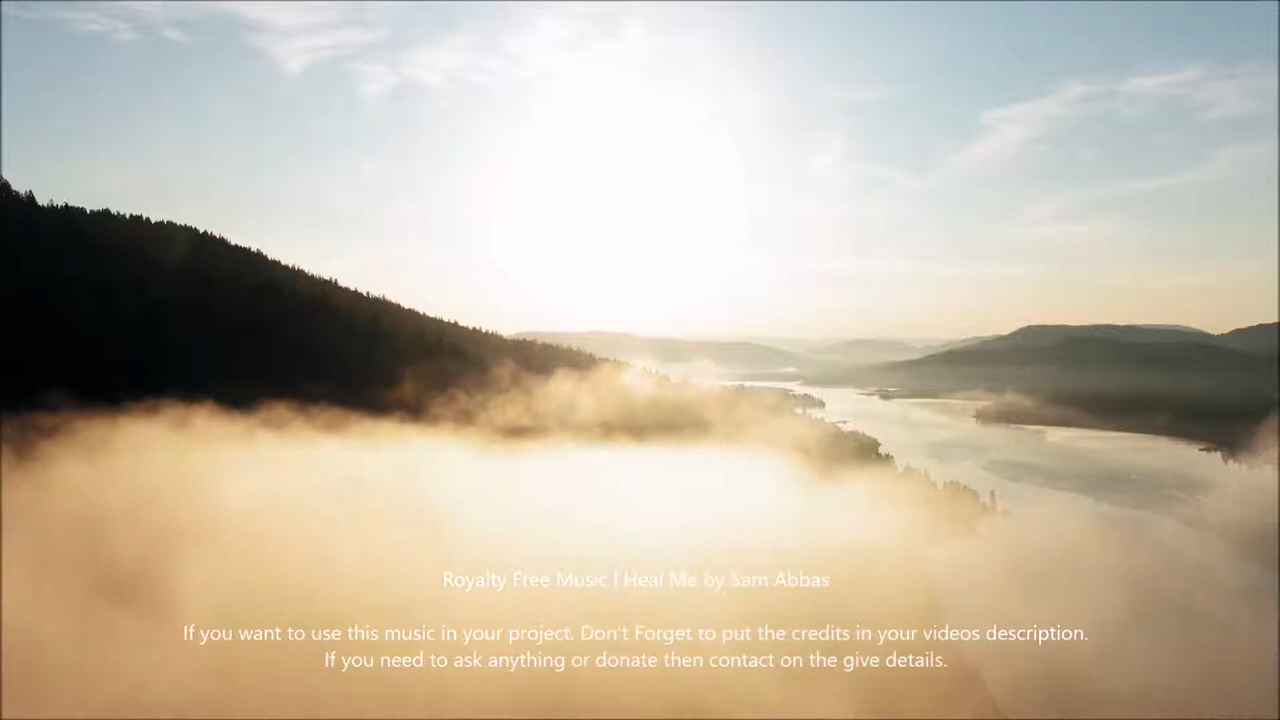 Royalty Free Music | Heal Me by Sam Abbas
If you want to use this music in your project. Don't Forget to put the credits in your videos description.
If you need to ask anything or donate then contact on the give details.